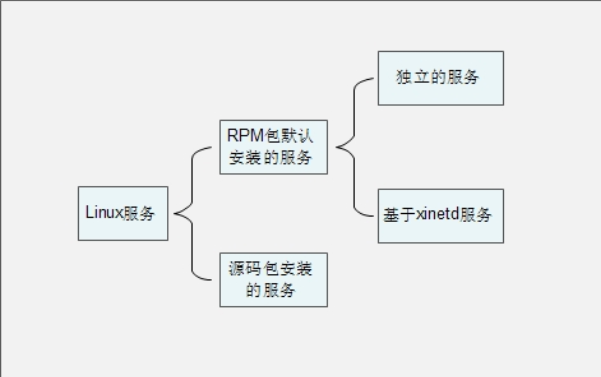 Linux服务
RPM包默认
安装的服务
源码包安装
的服务
独立的服务
基于xinetd服务